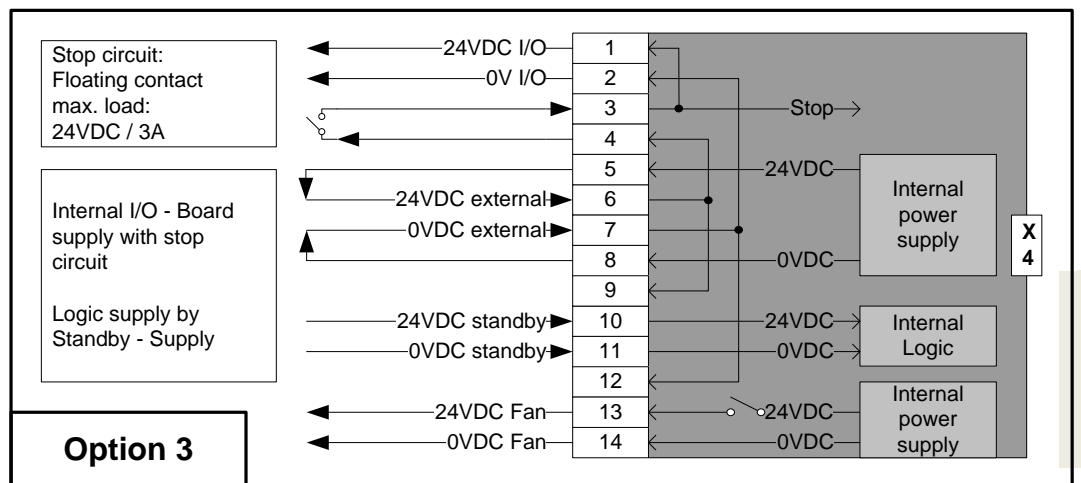 Stop circuit:
Floating contact
max. load:
24VDC / 3A
Internal I/O - Board
supply with stop
circuit
Logic supply by
Standby - Supply
Option 3
24VDC I/O
0V I/O
24VDC external
0VDC external
24VDC standby
0VDC standby
24VDC Fan
0VDC Fan
1
2
3
4
5
6
7
8
9
10
11
12
13
14
Stop
24VDC
0VDC
24VDC
0VDC
24VDC
0VDC
Internal
power
supply
Internal
Logic
Internal
power
supply
X
4